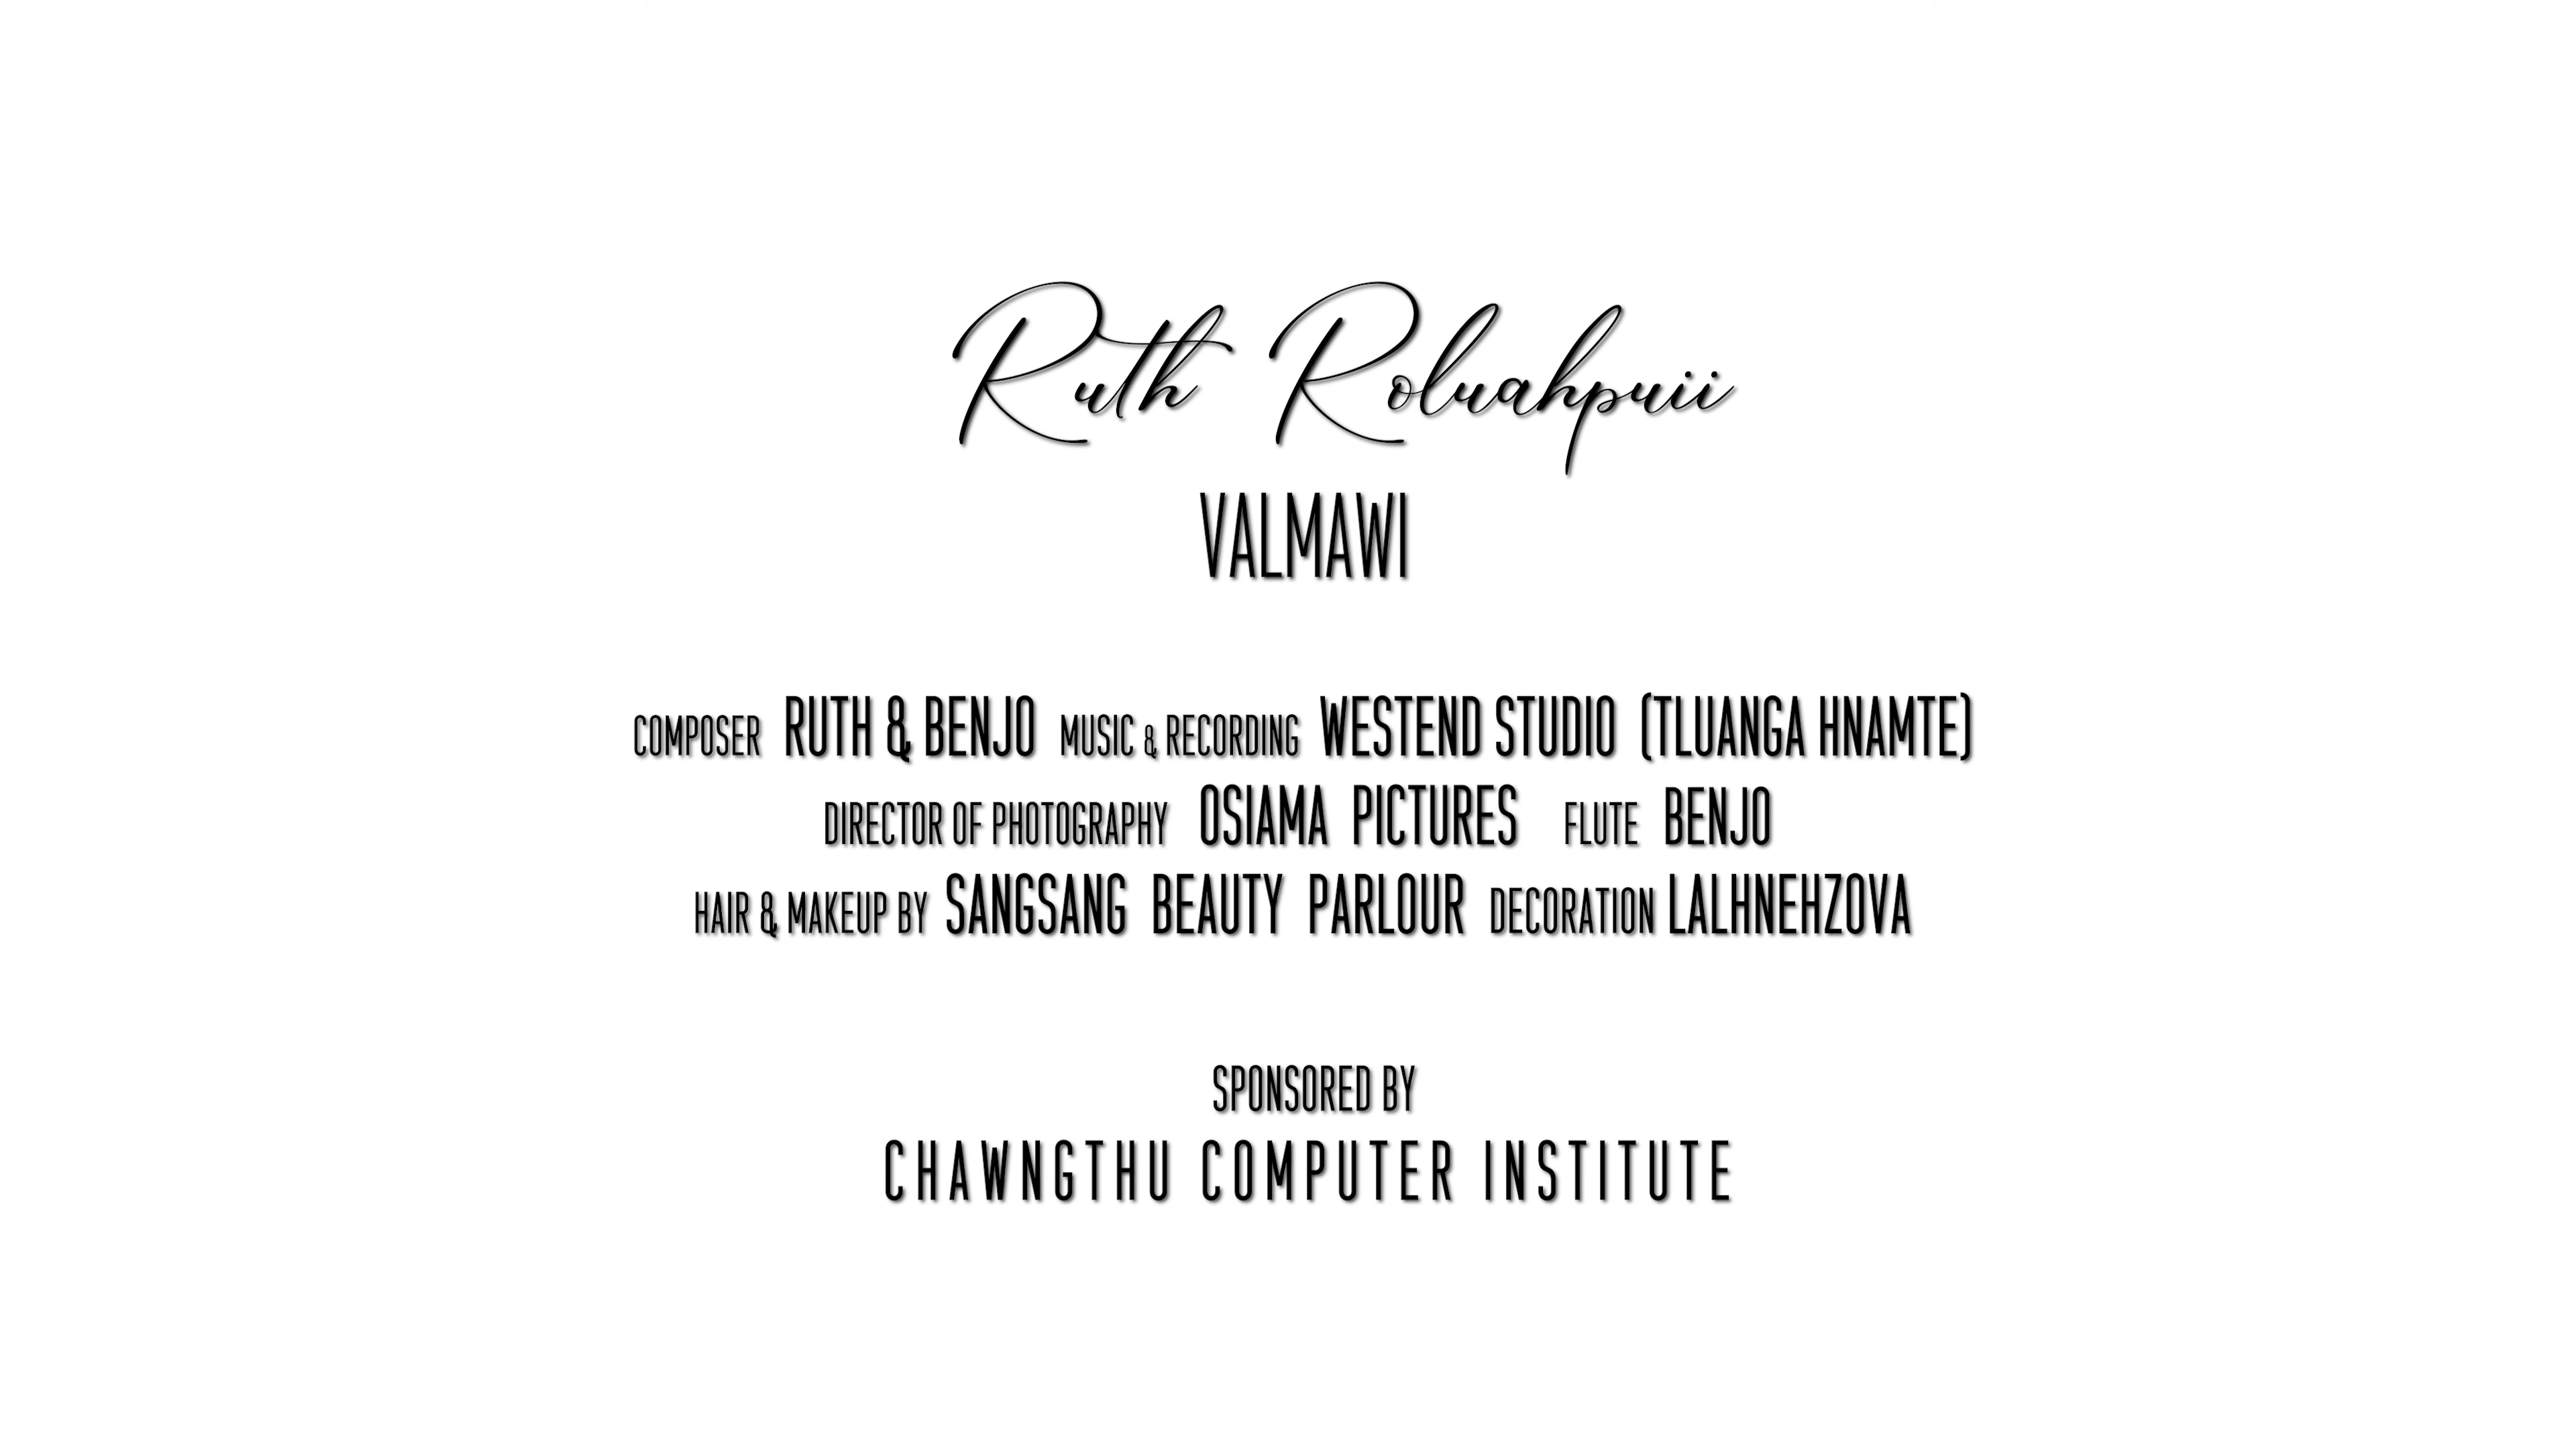 Ruth Roluahpuii
VALMAWI
COMPOSER RUTH & BENJO MUSIC & RECORDING WESTEND STUDIO (TLUANGA HNAMTE)
DIRECTOR OF PHOTOGRAPHY OSIAMA PICTURES FLUTE BENJO
HAIR & MAKEUP BY SANGSANG BEAUTY PARLOUR DECORATION LALHNEHZOVA
SPONSORED BY
CHAWNGTHU COMPUTER INSTITUTE